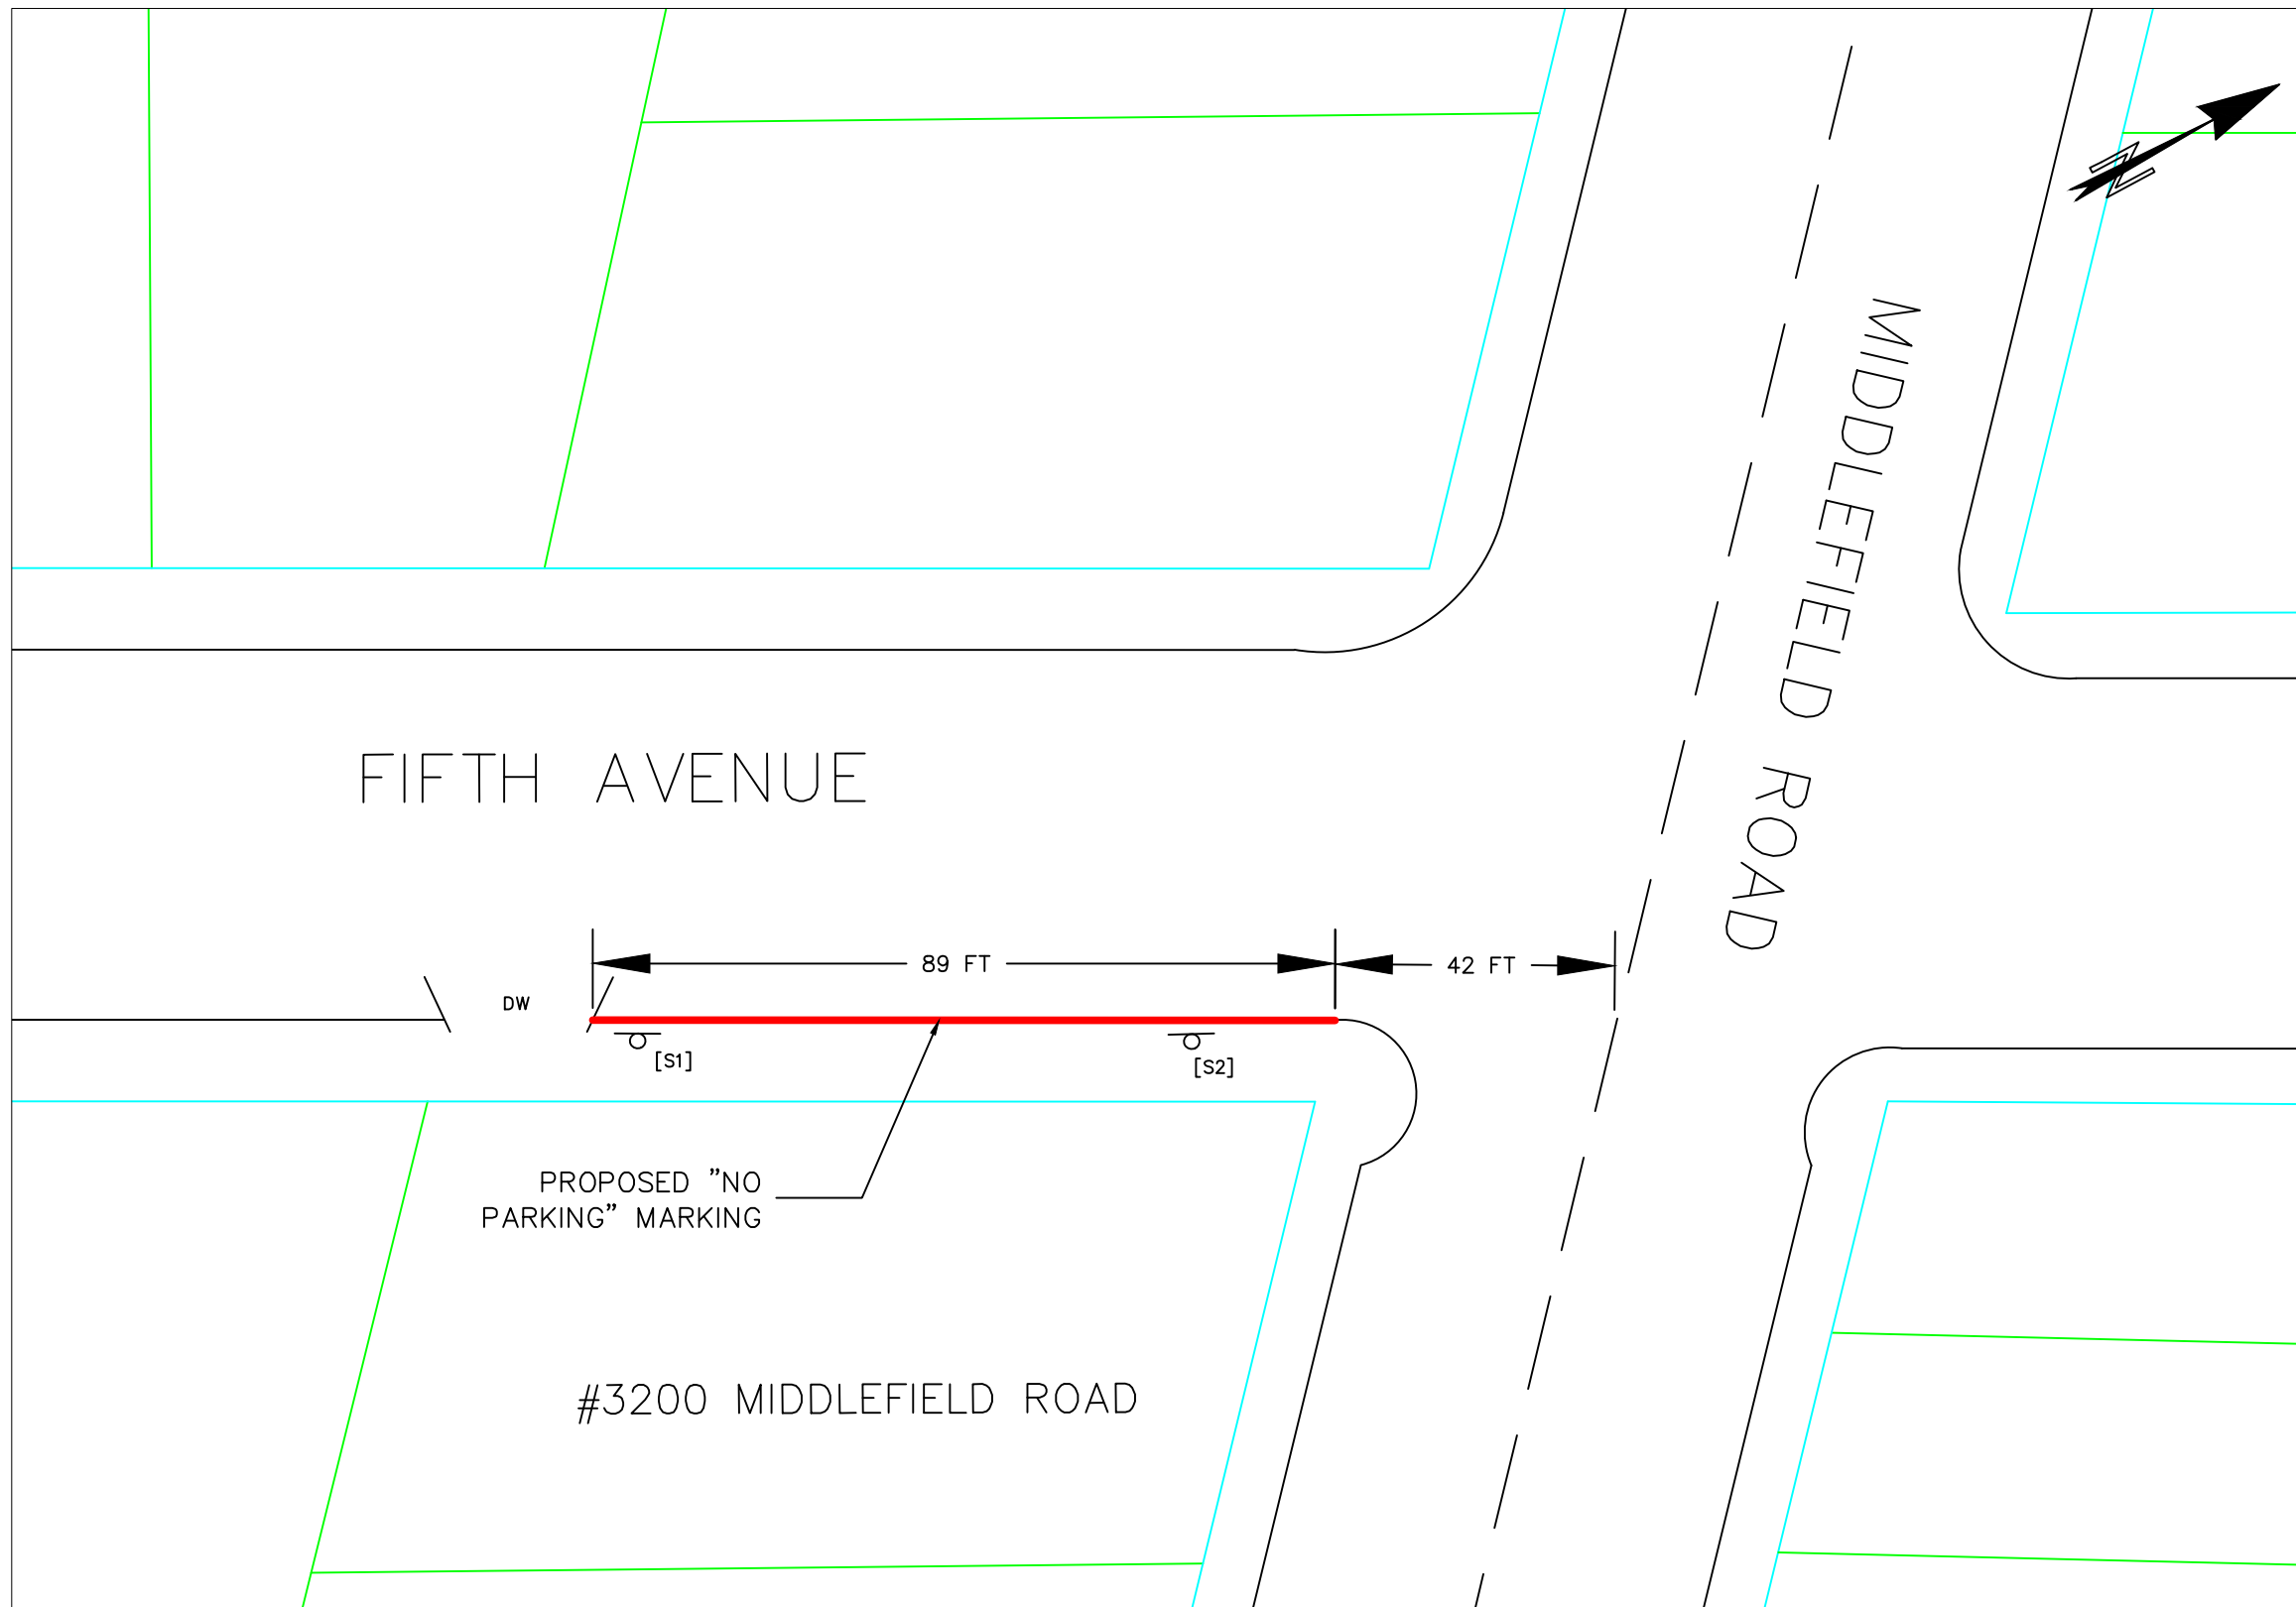 N
MIDDLEFIELD ROAD
FIFTH AVENUE
89 FT
42 FT
DW
[S1]
[S2]
PROPOSED "NO
PARKING" MARKING
#3200 MIDDLEFIELD ROAD